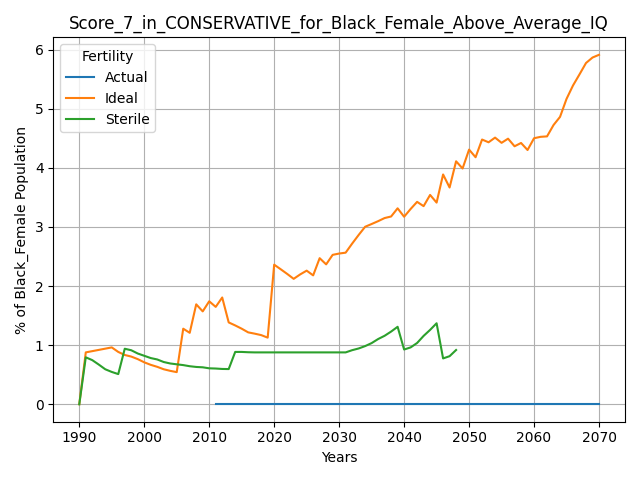 Score_7_in_CONSERVATIVE_for_Black_Female_Above_Average_IQ
Fertility
Actual
Ideal
Sterile
% of Black_Female Population
6
5
4
3
2
1
0
1990 2000 2010 2020 2030 2040 2050 2060 2070
Years